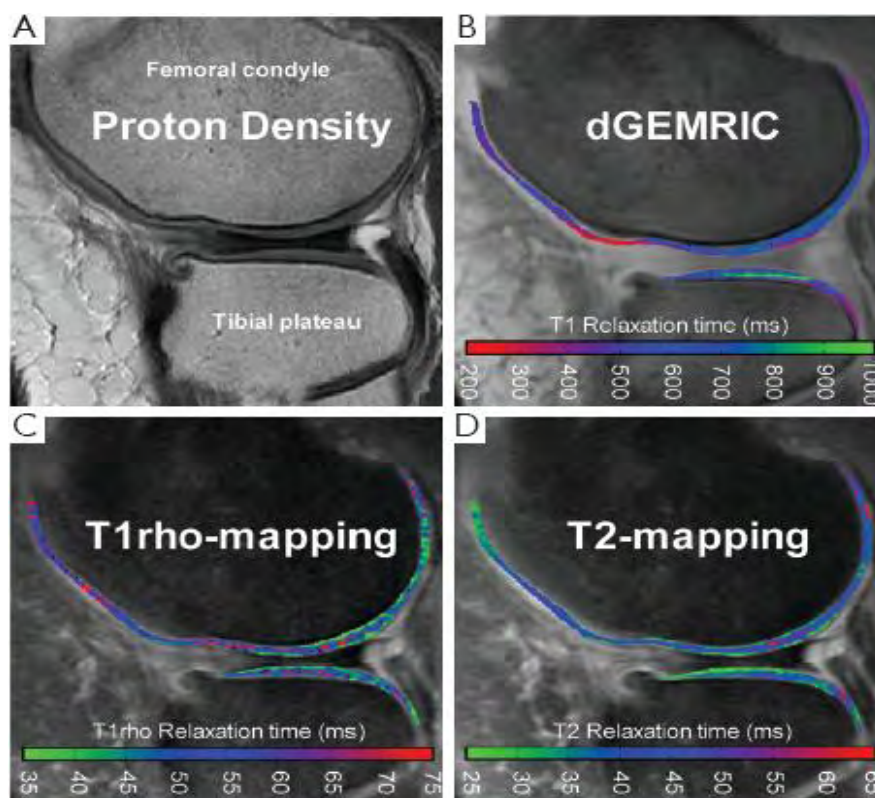 A
Femoral condyle
Proton Density
Tibial plateau
B
dGEMRIC
T1 Relaxation time (ms)
200 300 400 500 600 700 800 900 1000
C
T1rho-mapping
T1rho Relaxation time (ms)
35 40 45 50 55 60 65 70 75
D
T2-mapping
T2 Relaxation time (ms)
25 30 35 40 45 50 55 60 65